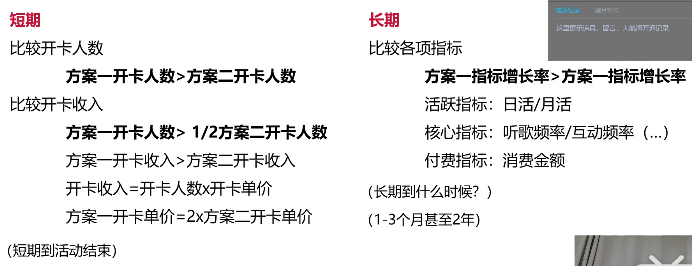 短期
比较开卡人数
方案一开卡人数>方案二开卡人数
比较开卡收入
方案一开卡人数> 1/2方案二开卡人数
方案一开卡收入>方案二开卡收入
开卡收入=开卡人数x开卡单价
方案一开卡单价=2x方案二开卡单价
(短期到活动结束)
长期
比较各项指标
方案一指标增长率>方案一指标增长率
活跃指标：日活/月活
核心指标：听歌频率/互动频率（...）
付费指标：消费金额
(长期到什么时候？)
(1-3个月甚至2年)